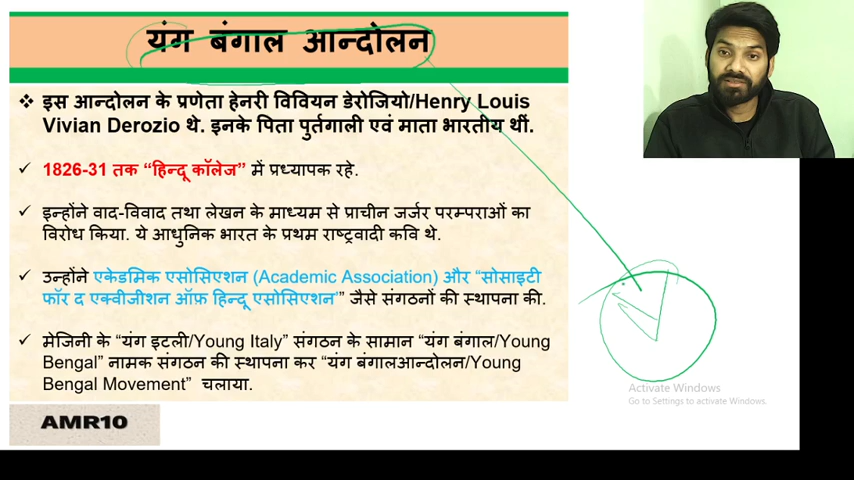 यंग बंगाल आन्दोलन
❖ इस आन्दोलन के प्रणेता हेनरी विवियन डेरोजियो/Henry Louis
Vivian Derozio थे. इनके पिता पुर्तगाली एवं माता भारतीय थीं.
✓ 1826-31 तक “हिन्दू कॉलेज” में प्रध्यापक रहे.
✓ इन्होंने वाद-विवाद तथा लेखन के माध्यम से प्राचीन जर्जर परम्पराओं का
विरोध किया. ये आधुनिक भारत के प्रथम राष्ट्रवादी कवि थे.
✓ उन्होंने एकेडमिक एसोसिएशन (Academic Association) और “सोसाइटी
फॉर द एक्वीजीशन ऑफ़ हिन्दू एसोसिएशन” जैसे संगठनों की स्थापना की.
✓ मेजिनी के “यंग इटली/Young Italy” संगठन के सामान “यंग बंगाल/Young
Bengal” नामक संगठन की स्थापना कर “यंग बंगालआन्दोलन/Young
Bengal Movement” चलाया.
AMR10
Activate Windows
Go to Settings to activate Windows.